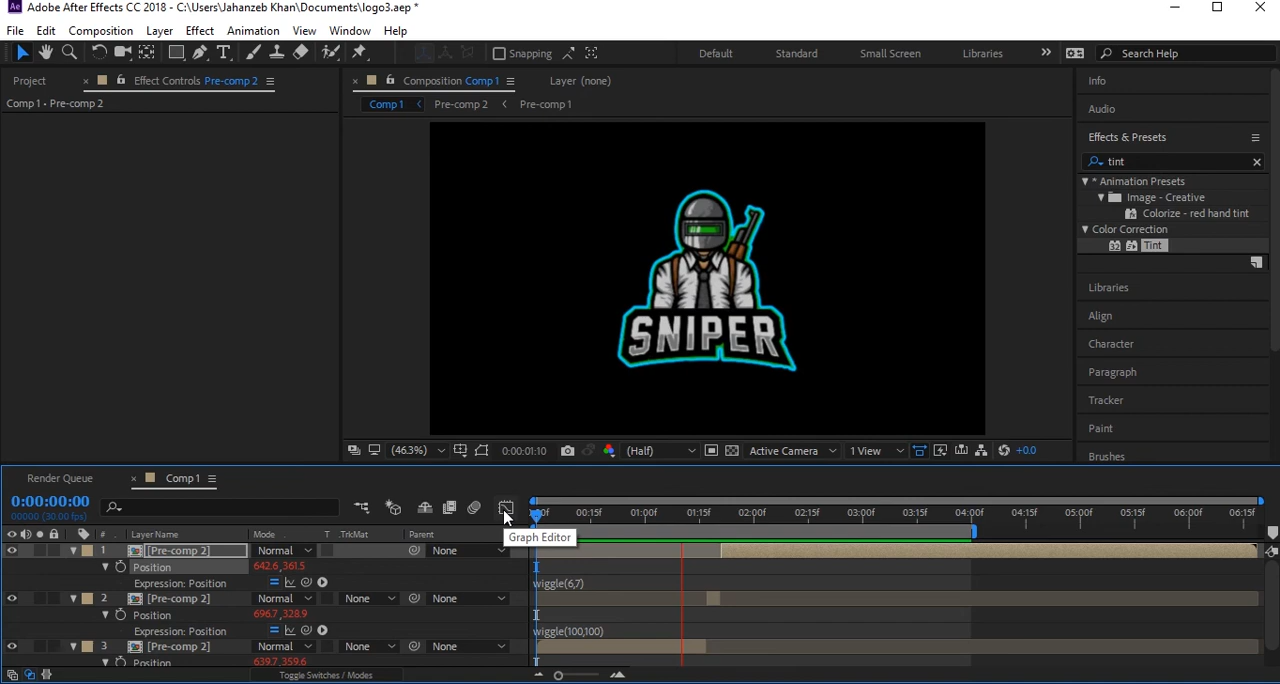 Ae Adobe After Effects CC 2018 - C:\Users\Jahanzeb Khan\Documents\logo3.aep *
File Edit Composition Layer Effect Animation View Window Help
Snapping Default Standard Small Screen Libraries Search Help
Project Effect Controls Pre-comp 2 Composition Comp 1 Layer (none) Info
Comp 1 • Pre-comp 2 Comp 1 Pre-comp 2 Pre-comp 1
Audio
Effects & Presets
tint
* Animation Presets
Image - Creative
Colorize - red hand tint
Color Correction
32 Tint
Libraries
Align
Character
Paragraph
Tracker
Paint
Brushes
SNIPER
(46.3%) 0:00:01:10 (Half) Active Camera 1 View +0.0
Render Queue Comp 1
0:00:00:00
00000 (30.00 fps)
:00f 00:15f 01:00f 01:15f 02:00f 02:15f 03:00f 03:15f 04:00f 04:15f 05:00f 05:15f 06:00f 06:15f
# Layer Name Mode T .TrkMat Parent
Graph Editor
1 [Pre-comp 2] Normal None
Position 642.6,361.5
Expression: Position wiggle(6,7)
2 [Pre-comp 2] Normal None None
Position 696.7,328.9
Expression: Position wiggle(100,100)
3 [Pre-comp 2] Normal None None
Position 639.7,359.6
Toggle Switches / Modes